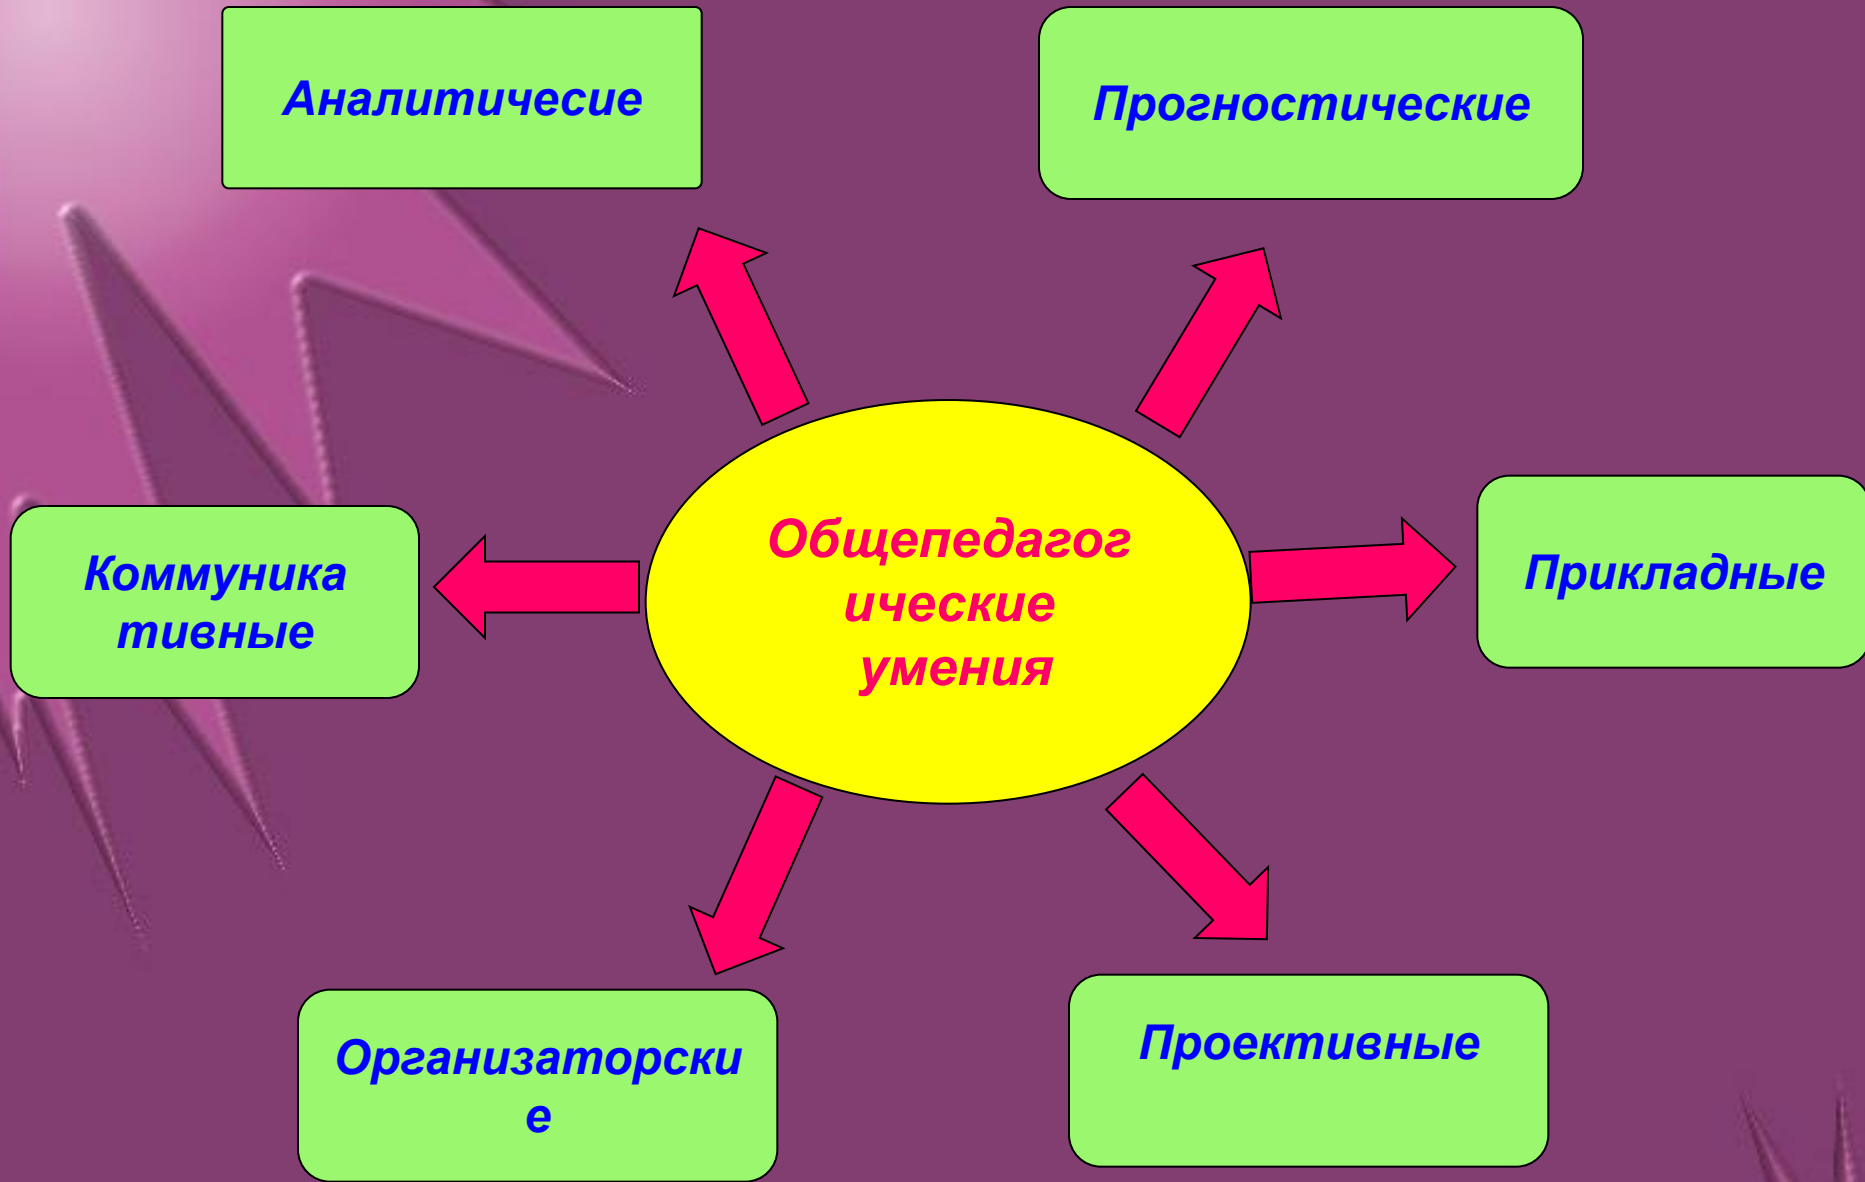 Аналитичесие
Прогностические
Коммуника
тивные
Общепедагог
ические
умения
Прикладные
Организаторски
е
Проективные